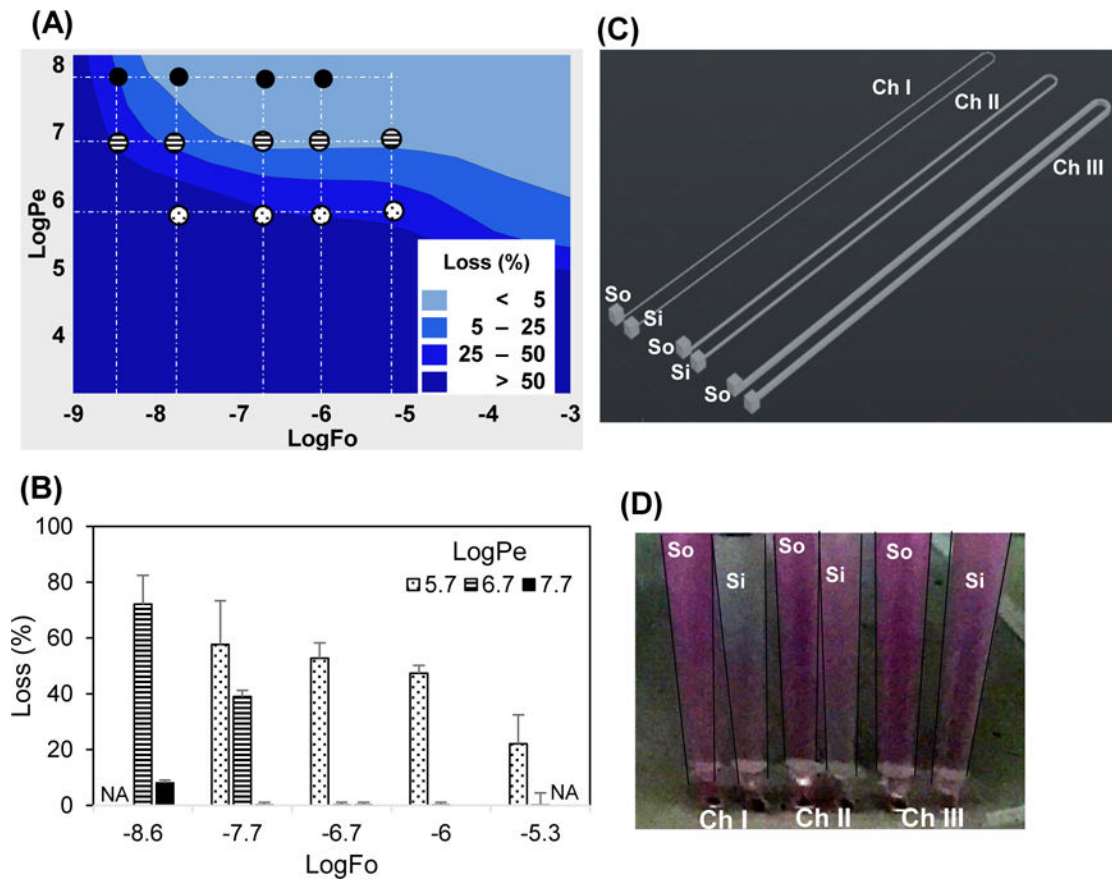 (A)
8
7
6
5
4
LogPe
-9 -8 -7 -6 -5 -4 -3
LogFo
Loss (%)
< 5
5 – 25
25 – 50
> 50
(C)
Ch I
Ch II
Ch III
So
Si
So
Si
So
(B)
100
80
60
40
20
0
Loss (%)
LogPe
5.7 6.7 7.7
NA
NA
-8.6 -7.7 -6.7 -6 -5.3
LogFo
(D)
So
Si
So
Si
So
Si
Ch I
Ch II
Ch III